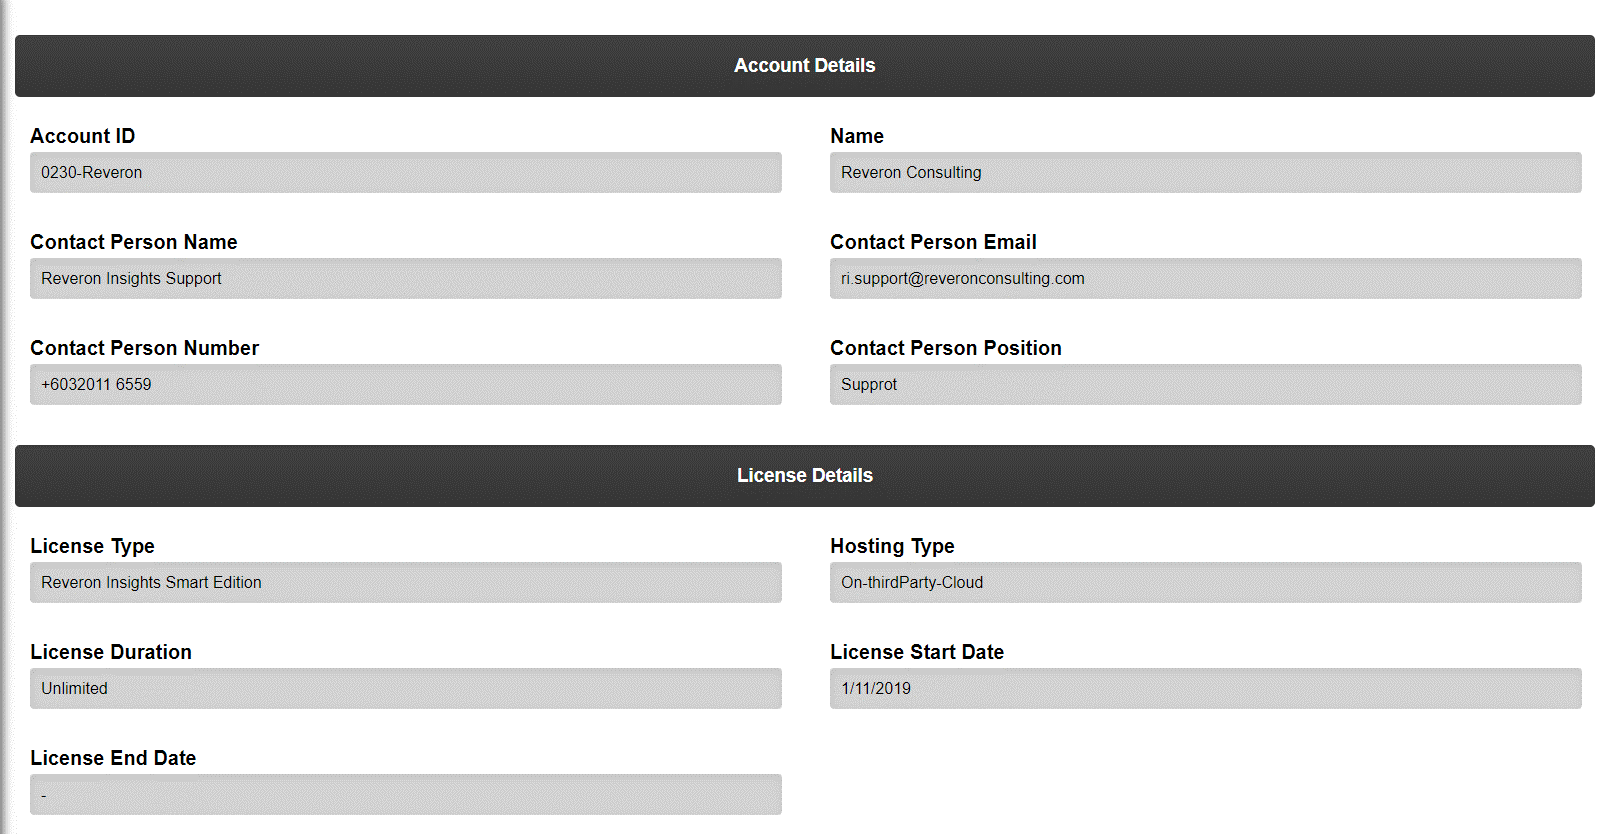 Account Details
Account ID
Name
0230-Reveron
Reveron Consulting
Contact Person Name
Contact Person Email
Reveron Insights Support
ri.support@reveronconsulting.com
Contact Person Number
Contact Person Position
+6032011 6559
Supprot
License Details
License Type
Hosting Type
Reveron Insights Smart Edition
On-thirdParty-Cloud
License Duration
License Start Date
Unlimited
1/11/2019
License End Date
-